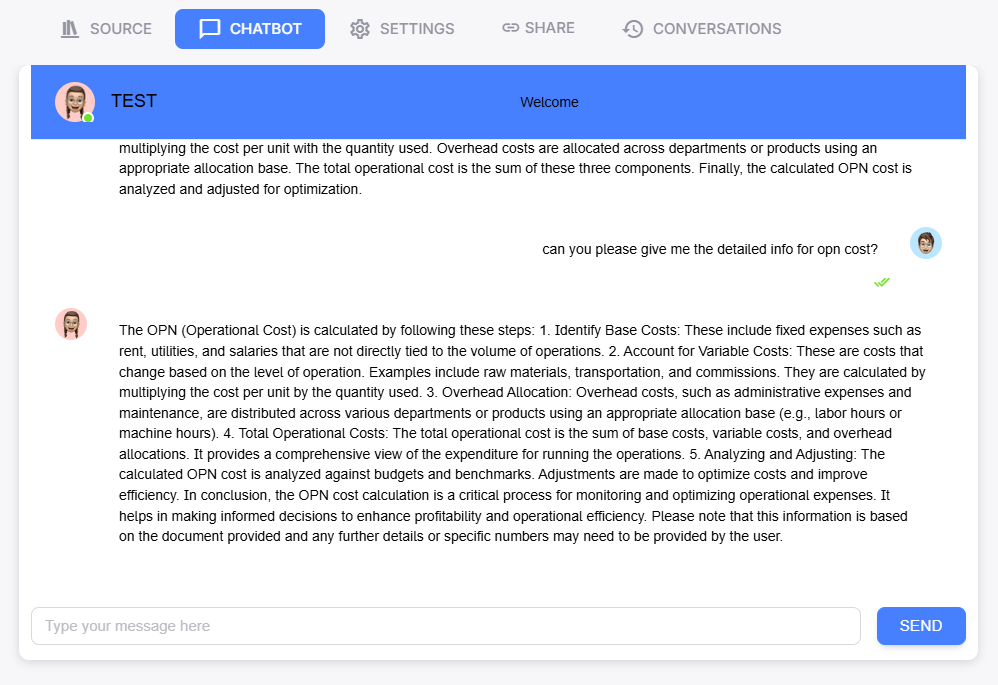 SOURCE CHATBOT SETTINGS SHARE CONVERSATIONS
TEST Welcome
multiplying the cost per unit with the quantity used. Overhead costs are allocated across departments or products using an
appropriate allocation base. The total operational cost is the sum of these three components. Finally, the calculated OPN cost is
analyzed and adjusted for optimization.
can you please give me the detailed info for opn cost?
The OPN (Operational Cost) is calculated by following these steps: 1. Identify Base Costs: These include fixed expenses such as
rent, utilities, and salaries that are not directly tied to the volume of operations. 2. Account for Variable Costs: These are costs that
change based on the level of operation. Examples include raw materials, transportation, and commissions. They are calculated by
multiplying the cost per unit by the quantity used. 3. Overhead Allocation: Overhead costs, such as administrative expenses and
maintenance, are distributed across various departments or products using an appropriate allocation base (e.g., labor hours or
machine hours). 4. Total Operational Costs: The total operational cost is the sum of base costs, variable costs, and overhead
allocations. It provides a comprehensive view of the expenditure for running the operations. 5. Analyzing and Adjusting: The
calculated OPN cost is analyzed against budgets and benchmarks. Adjustments are made to optimize costs and improve
efficiency. In conclusion, the OPN cost calculation is a critical process for monitoring and optimizing operational expenses. It
helps in making informed decisions to enhance profitability and operational efficiency. Please note that this information is based
on the document provided and any further details or specific numbers may need to be provided by the user.
Type your message here SEND